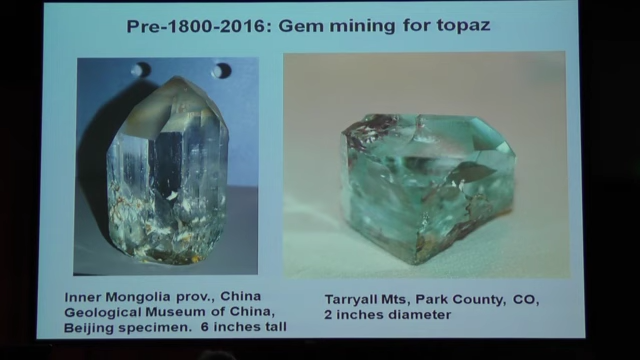 Pre-1800-2016: Gem mining for topaz
Inner Mongolia prov., China
Geological Museum of China,
Beijing specimen. 6 inches tall
Tarryall Mts, Park County, CO,
2 inches diameter